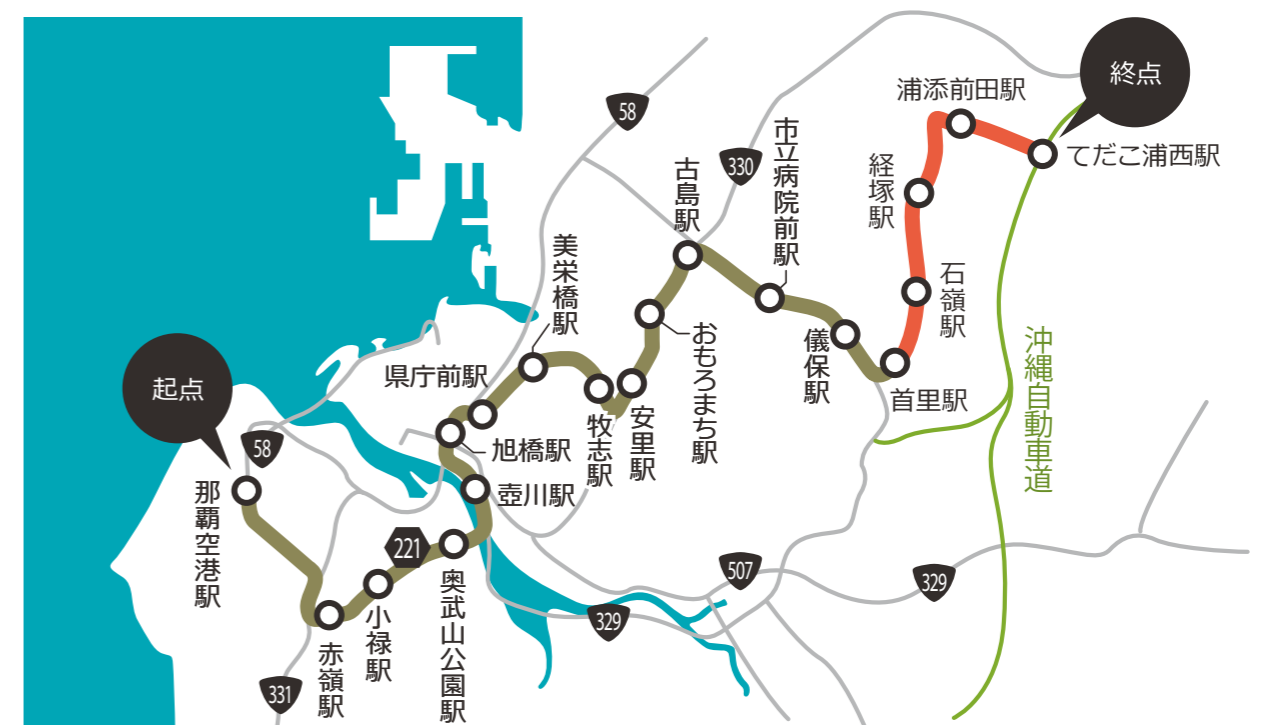 終点
浦添前田駅
てだこ浦西駅
58
330
市立病院前駅
古島駅
経塚駅
美栄橋駅
石嶺駅
おもろまち駅
儀保駅
沖縄自動車道
起点
県庁前駅
首里駅
牧志駅
安里駅
旭橋駅
58
那覇空港駅
壺川駅
221
507
329
奥武山公園駅
小禄駅
329
赤嶺駅
331